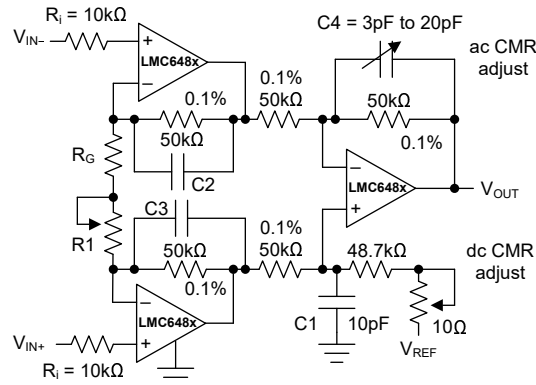 Rᵢ = 10kΩ
V_IN−
LMC648x
C4 = 3pF to 20pF
ac CMR
adjust
0.1%
50kΩ
0.1%
50kΩ
50kΩ
0.1%
C2
R_G
C3
R1
LMC648x
V_OUT
0.1%
50kΩ
50kΩ
0.1%
48.7kΩ
dc CMR
adjust
C1
10pF
10Ω
V_REF
LMC648x
V_IN+
Rᵢ = 10kΩ